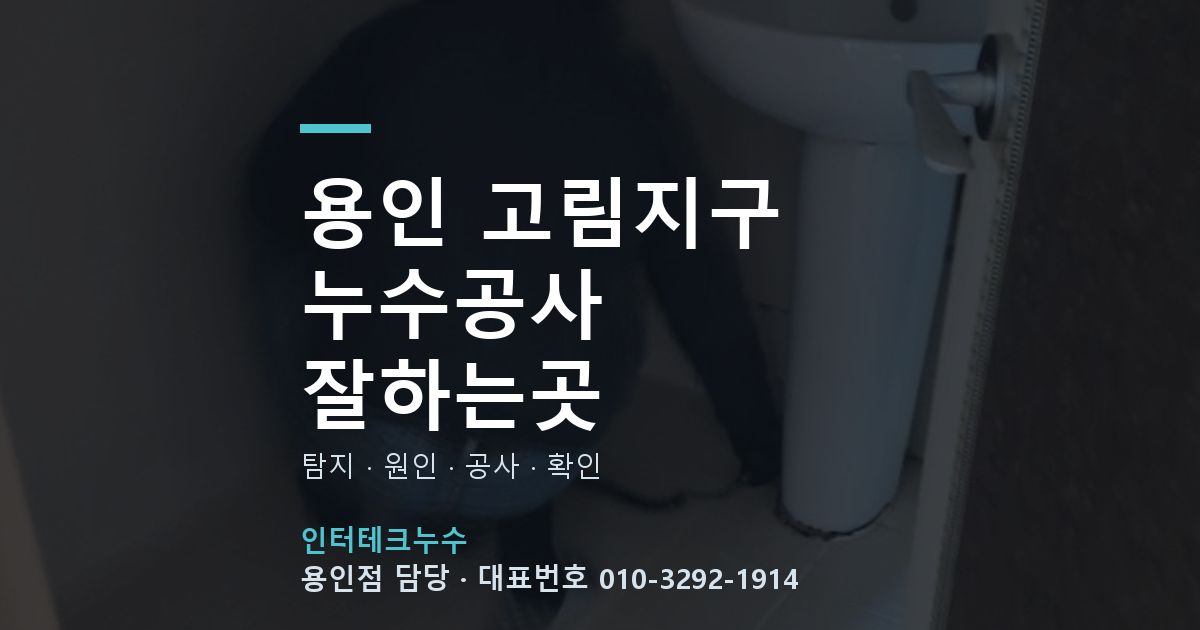 용인 고림지구
누수공사
잘하는곳
탐지 · 원인 · 공사 · 확인
인터테크누수
용인점 담당 · 대표번호 010-3292-1914